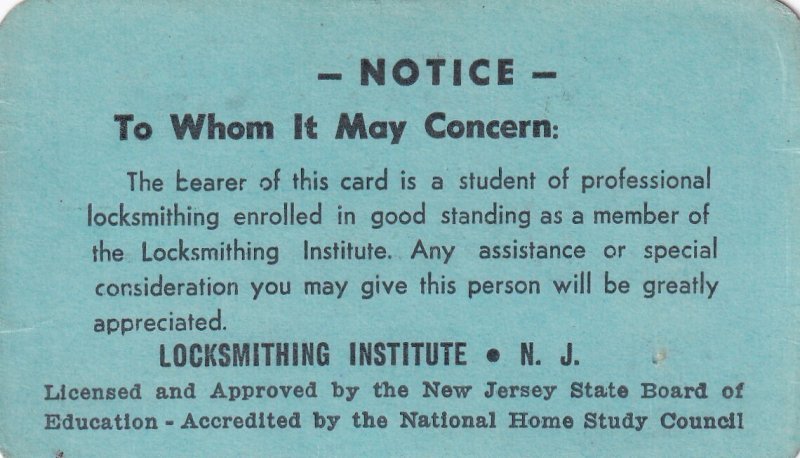 – NOTICE –
To Whom It May Concern:
The bearer of this card is a student of professional
locksmithing enrolled in good standing as a member of
the Locksmithing Institute. Any assistance or special
consideration you may give this person will be greatly
appreciated.
LOCKSMITHING INSTITUTE • N. J.
Licensed and Approved by the New Jersey State Board of
Education - Accredited by the National Home Study Council